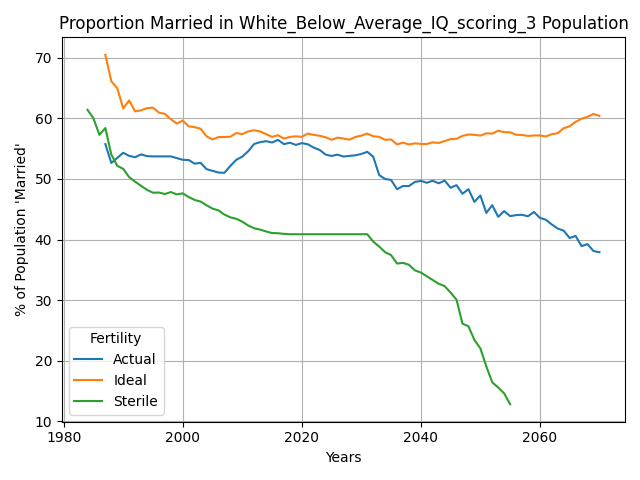 Proportion Married in White_Below_Average_IQ_scoring_3 Population
% of Population 'Married'
70
60
50
40
30
20
10
Fertility
Actual
Ideal
Sterile
1980
2000
2020
2040
2060
Years